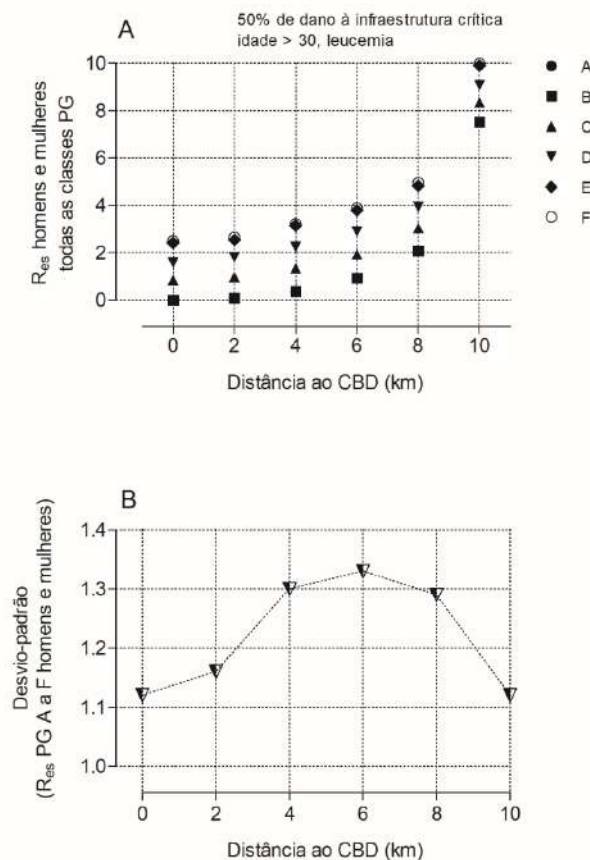 A
50% de dano à infraestrutura crítica
idade > 30, leucemia
R_es homens e mulheres
todas as classes PG
10
8
6
4
2
0
0 2 4 6 8 10
Distância ao CBD (km)
A
B
C
D
E
F
B
Desvio-padrão
(R_es PG A a F homens e mulheres)
1.4
1.3
1.2
1.1
1.0
0 2 4 6 8 10
Distância ao CBD (km)